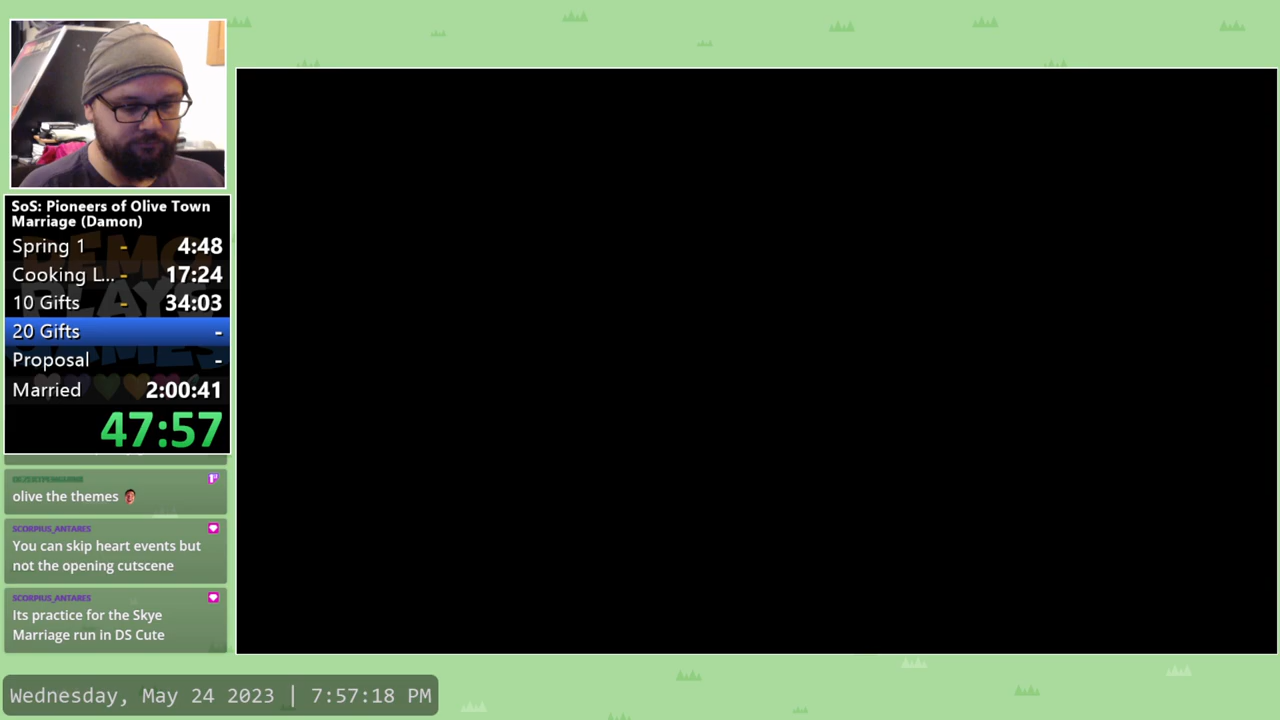 SoS: Pioneers of Olive Town
Marriage (Damon)
Spring 1 - 4:48
Cooking L... - 17:24
10 Gifts - 34:03
20 Gifts -
Proposal -
Married 2:00:41
47:57
olive the themes
SCORPIUS_ANTARES
You can skip heart events but
not the opening cutscene
SCORPIUS_ANTARES
Its practice for the Skye
Marriage run in DS Cute
Wednesday, May 24 2023 | 7:57:18 PM